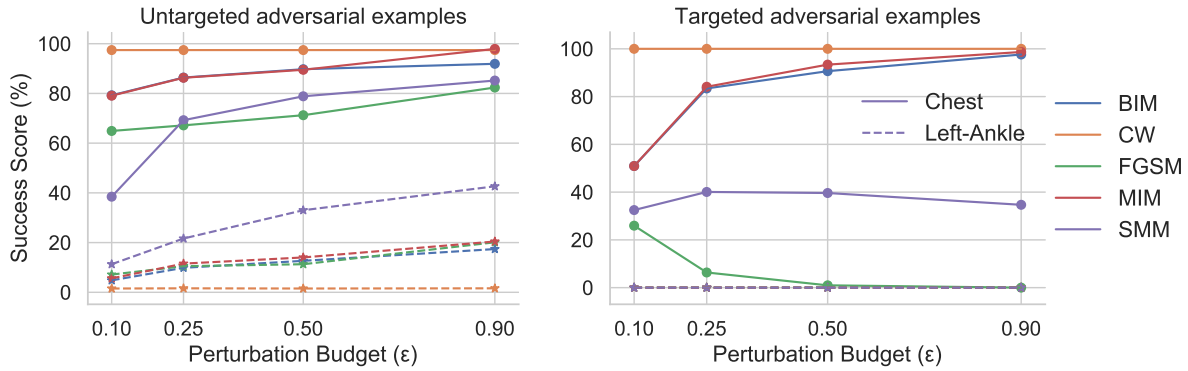 Untargeted adversarial examples
100
80
60
40
20
0
Success Score (%)
0.10 0.25 0.50 0.90
Perturbation Budget (ε)
Targeted adversarial examples
100
80
60
40
20
0
0.10 0.25 0.50 0.90
Perturbation Budget (ε)
Chest
Left-Ankle
BIM
CW
FGSM
MIM
SMM